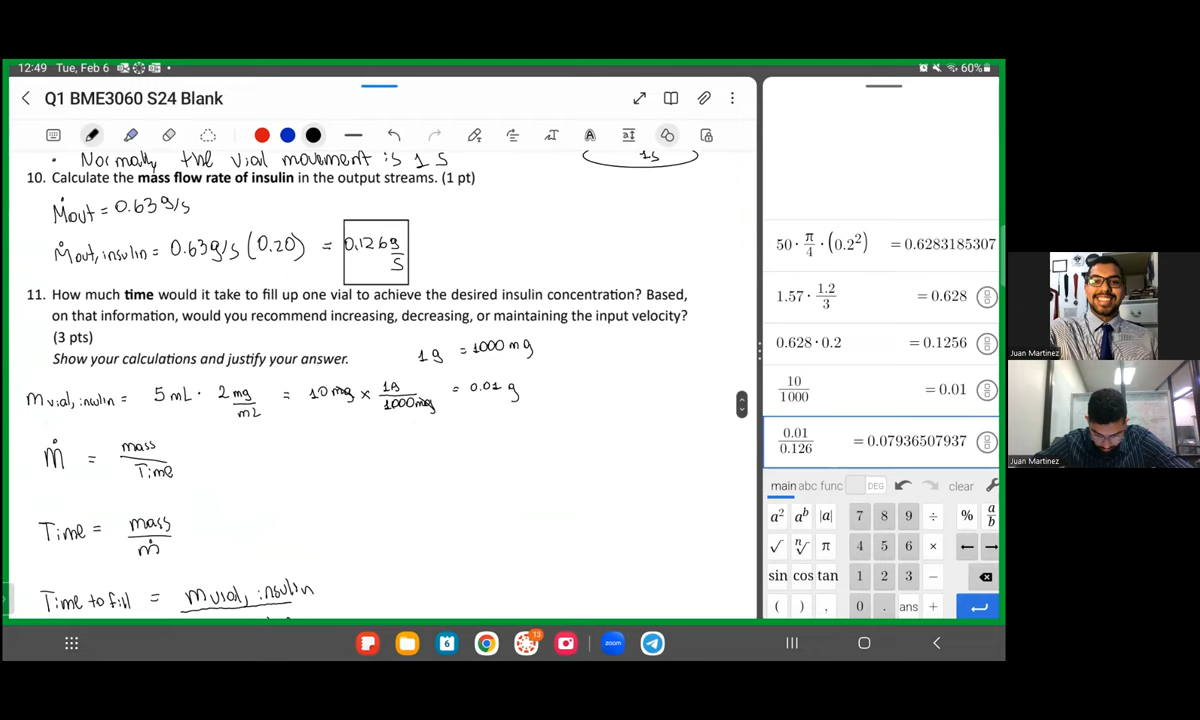 12:49 Tue, Feb 6
60%
Q1 BME3060 S24 Blank
• Normally the vial movement is 1 S
1s
10. Calculate the mass flow rate of insulin in the output streams. (1 pt)
ṁout = 0.63 g/s
ṁout, insulin = 0.63 g/s (0.20) = 0.126 g/s
11. How much time would it take to fill up one vial to achieve the desired insulin concentration? Based,
on that information, would you recommend increasing, decreasing, or maintaining the input velocity?
(3 pts)
Show your calculations and justify your answer.
1 g = 1000 mg
m vial, insulin = 5 mL · 2 mg/mL = 10 mg × 1g/1000mg = 0.01 g
ṁ = mass/Time
Time = mass/ṁ
Time to fill = m vial, insulin
50 · π/4 · (0.2²) = 0.6283185307
1.57 · 1.2/3 = 0.628
0.628 · 0.2 = 0.1256
10/1000 = 0.01
0.01/0.126 = 0.07936507937
main abc func DEG clear
a² aᵇ |a| 7 8 9 ÷ % a/b
√ ⁿ√ π 4 5 6 × ← →
sin cos tan 1 2 3 −
( ) , 0 . ans +
13
6
zoom
Juan Martinez
Juan Martinez